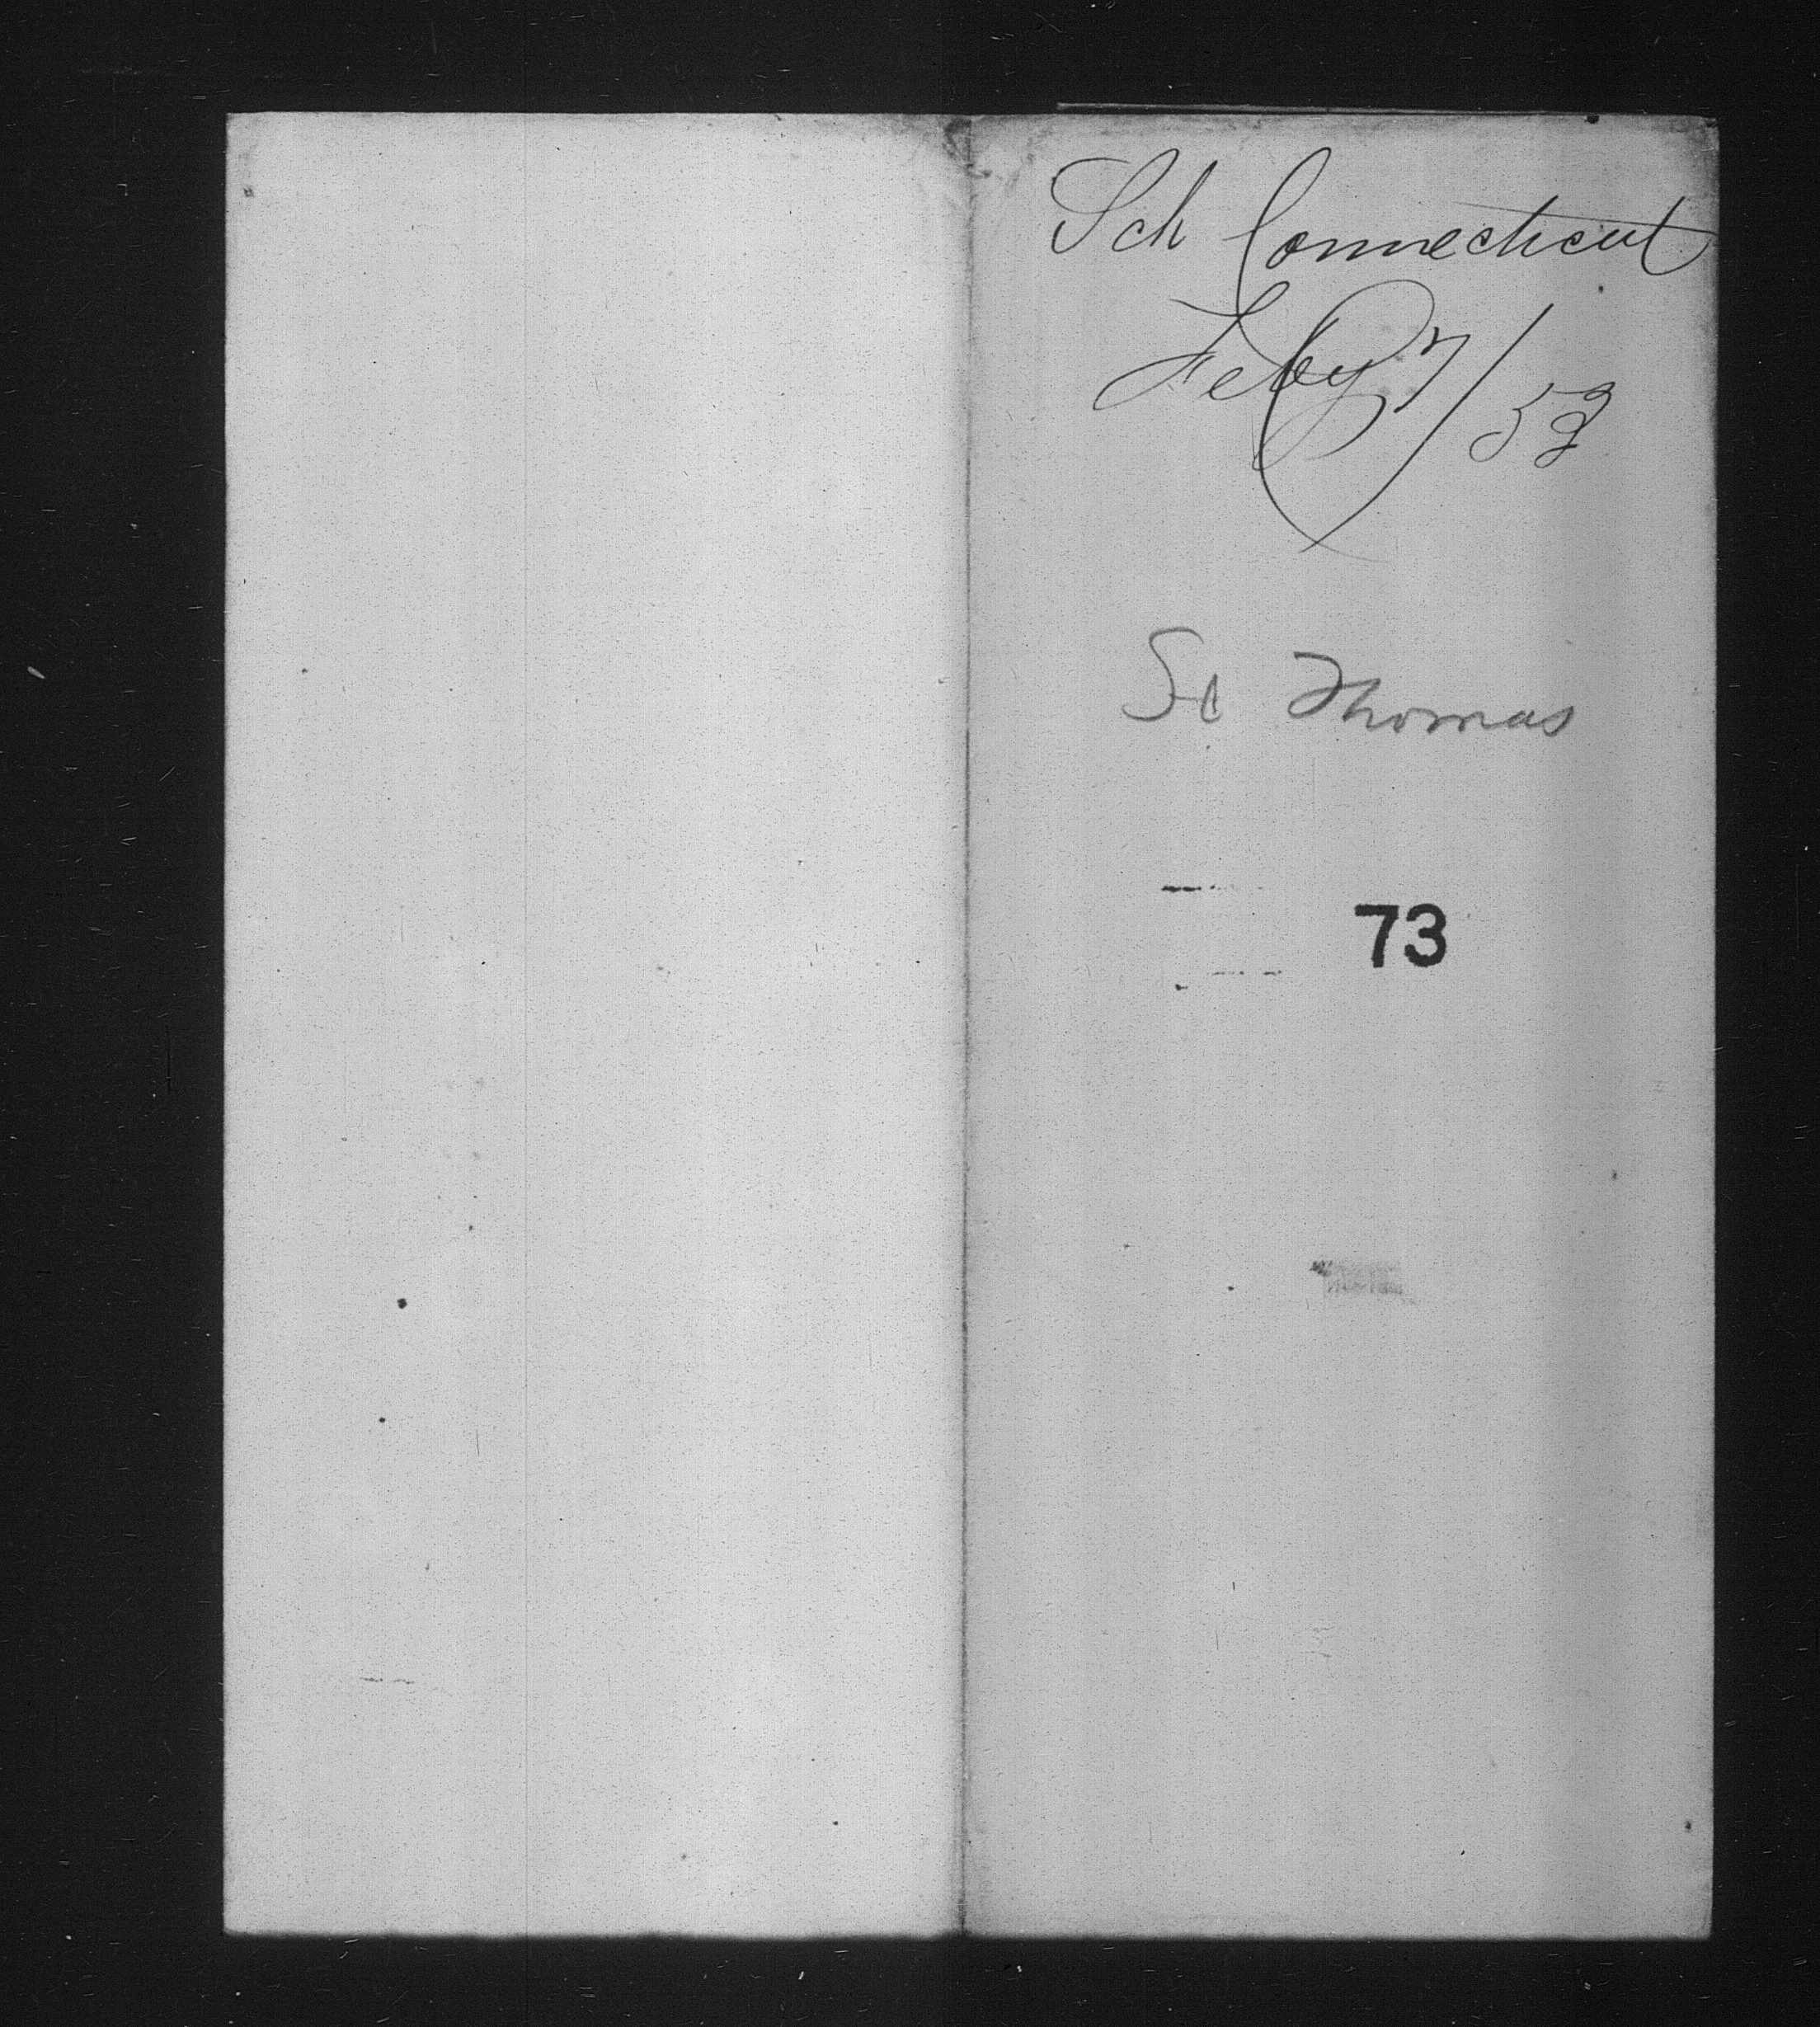 Sch Connecticut
Feby 7/53
St Thomas
73